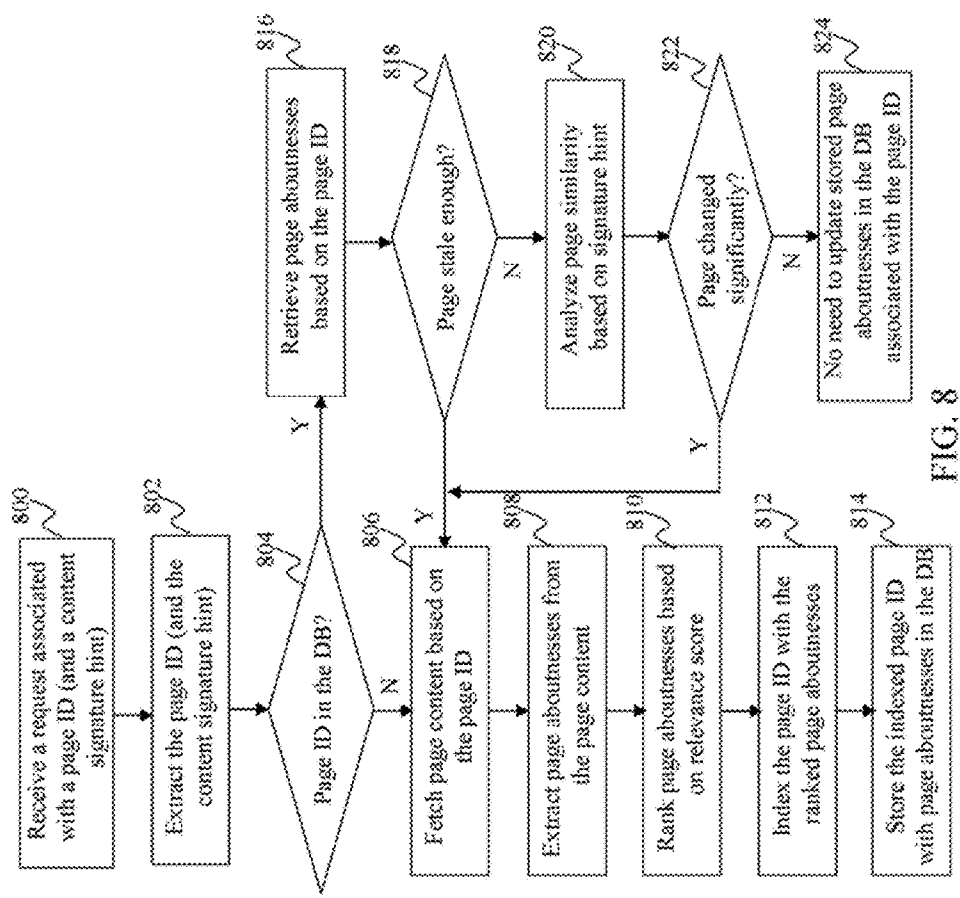 800
Receive a request associated
with a page ID (and a content
signature hint)
802
Extract the page ID (and the
content signature hint)
804
Page ID in the DB?
Y
N
806
Fetch page content based on
the page ID
Y
808
Extract page aboutnesses from
the page content
810
Rank page aboutnesses based
on relevance score
812
Index the page ID with the
ranked page aboutnesses
814
Store the indexed page ID
with page aboutnesses in the DB
816
Retrieve page aboutnesses
based on the page ID
818
Page stale enough?
N
820
Analyze page similarity
based on signature hint
822
Page changed
significantly?
Y
N
824
No need to update stored page
aboutnesses in the DB
associated with the page ID
FIG. 8